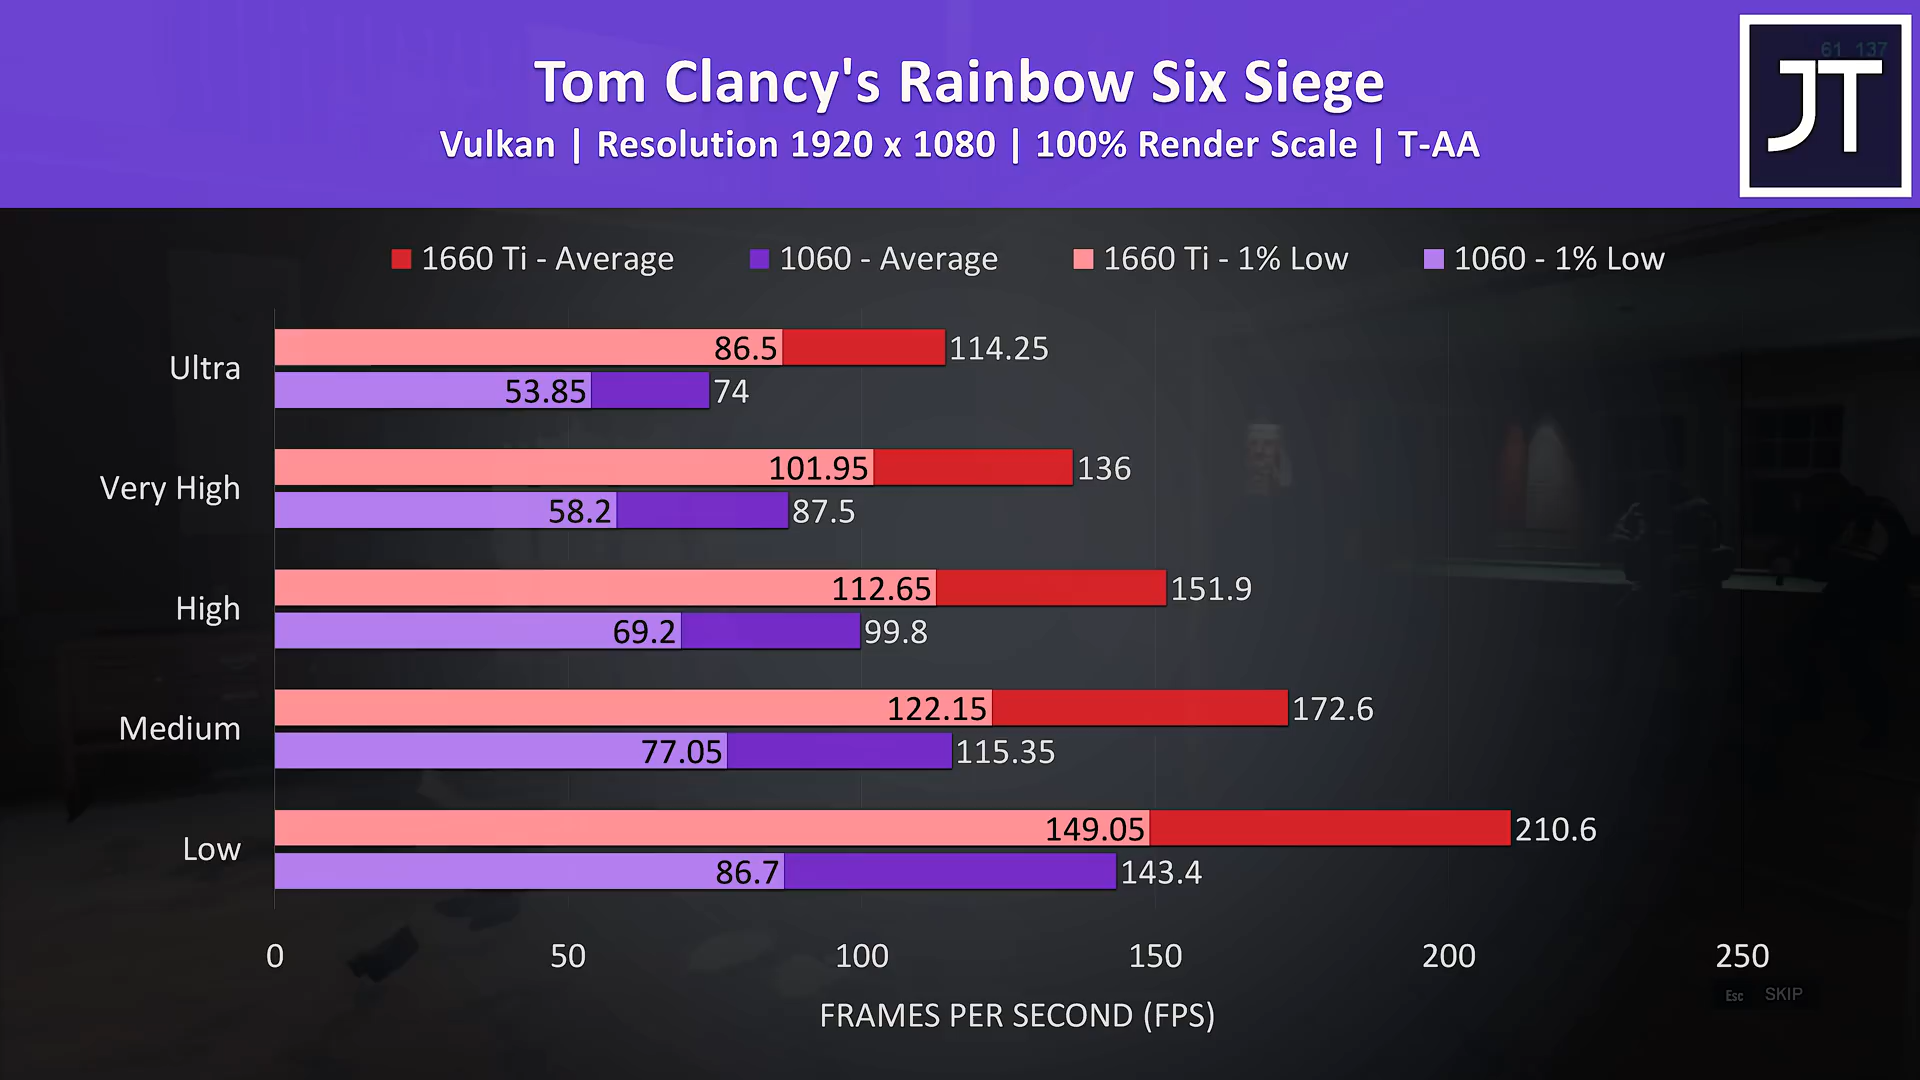 Tom Clancy's Rainbow Six Siege
Vulkan | Resolution 1920 x 1080 | 100% Render Scale | T-AA
61 137
JT
1660 Ti - Average 1060 - Average 1660 Ti - 1% Low 1060 - 1% Low
Ultra
86.5 114.25
53.85 74
Very High
101.95 136
58.2 87.5
High
112.65 151.9
69.2 99.8
Medium
122.15 172.6
77.05 115.35
Low
149.05 210.6
86.7 143.4
0 50 100 150 200 250
Esc SKIP
FRAMES PER SECOND (FPS)